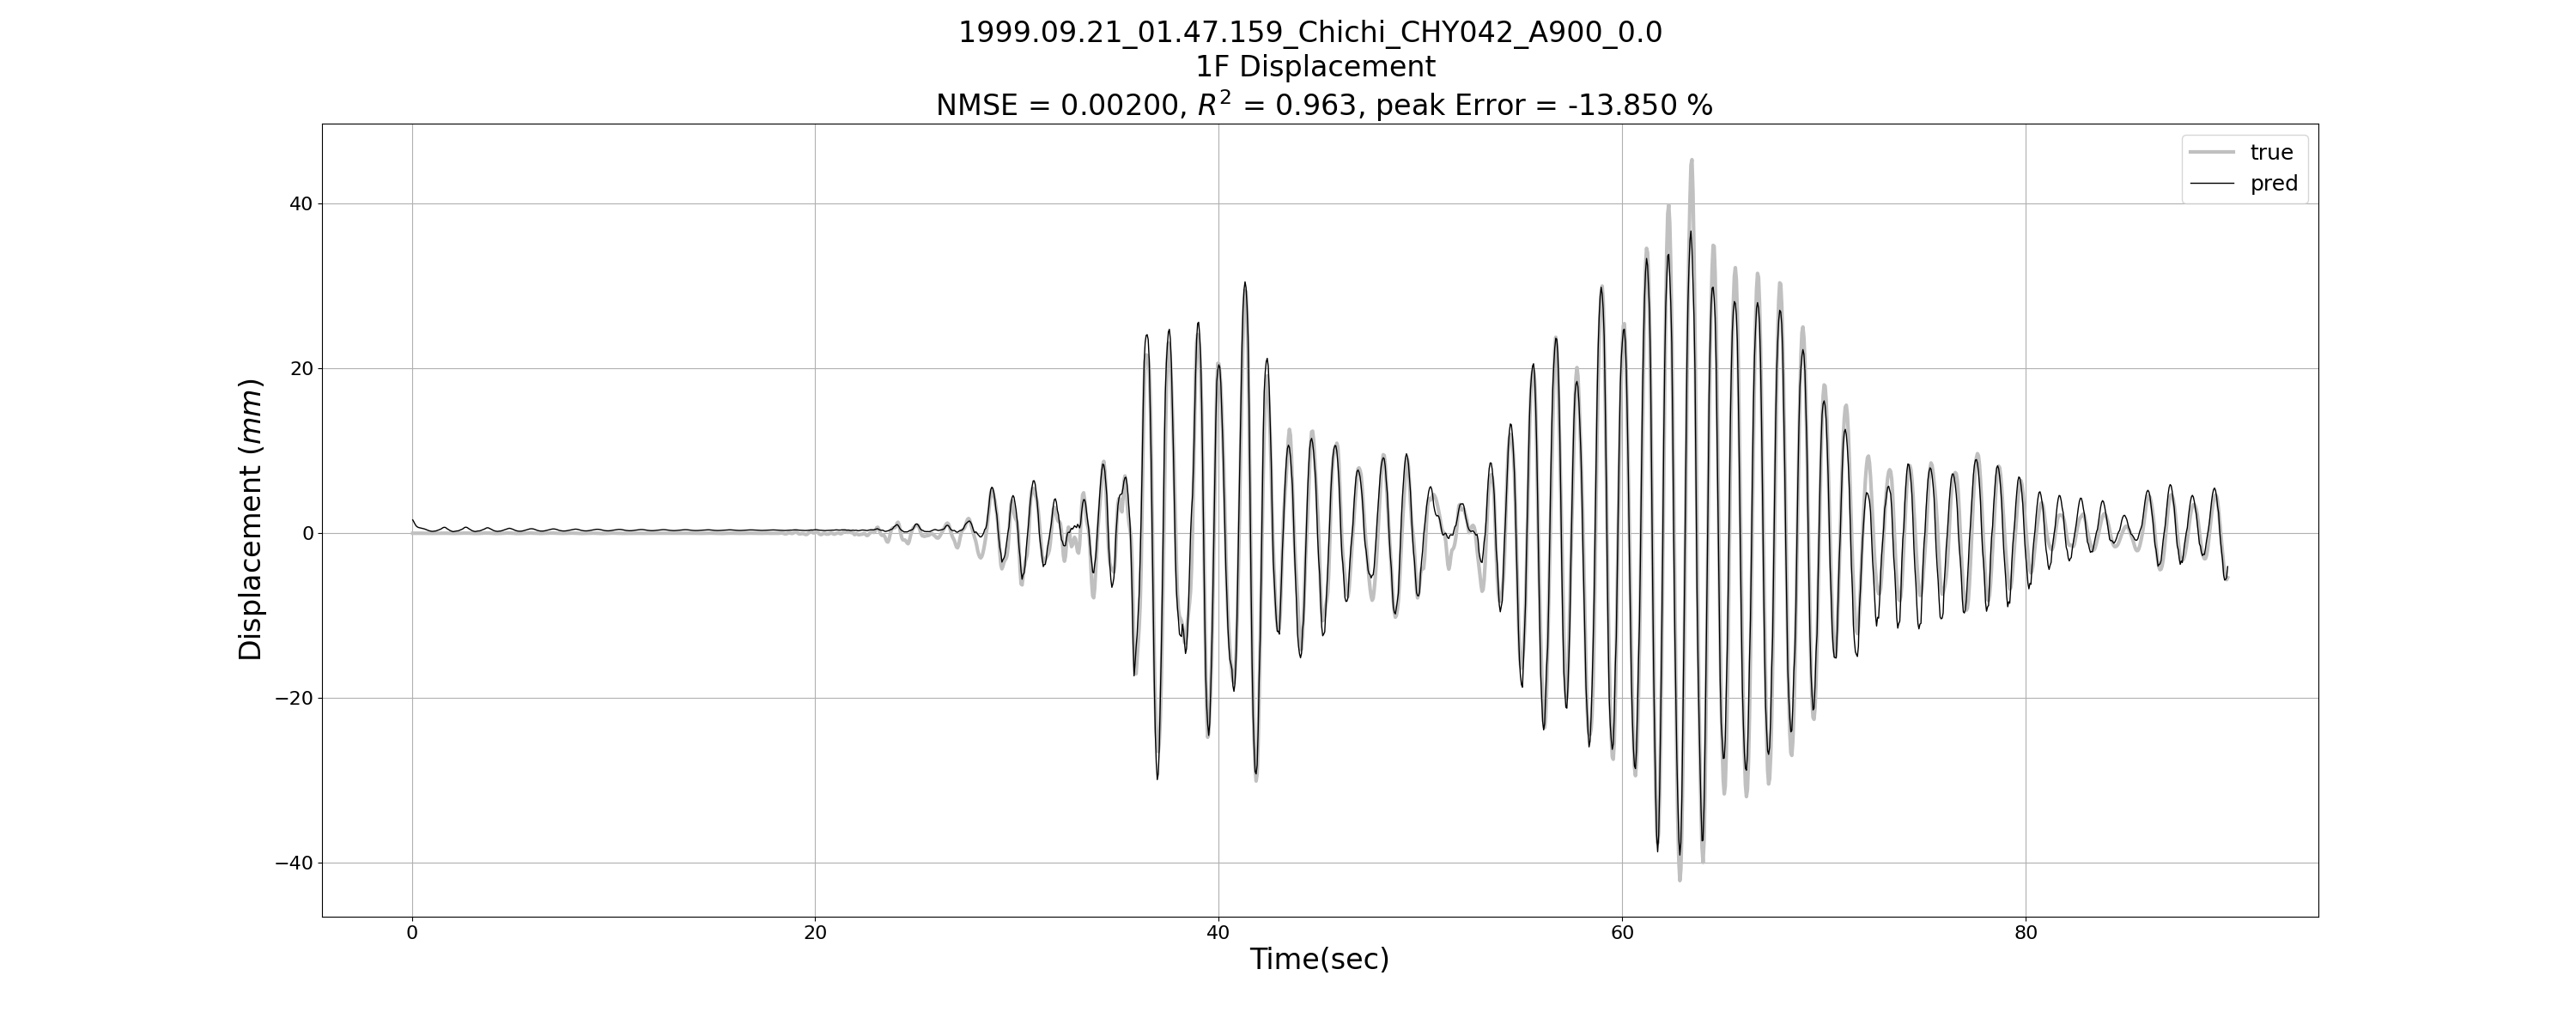 1999.09.21_01.47.159_Chichi_CHY042_A900_0.0
1F Displacement
NMSE = 0.00200, R² = 0.963, peak Error = -13.850 %
true
pred
Displacement (mm)
40
20
0
−20
−40
0 20 40 60 80
Time(sec)